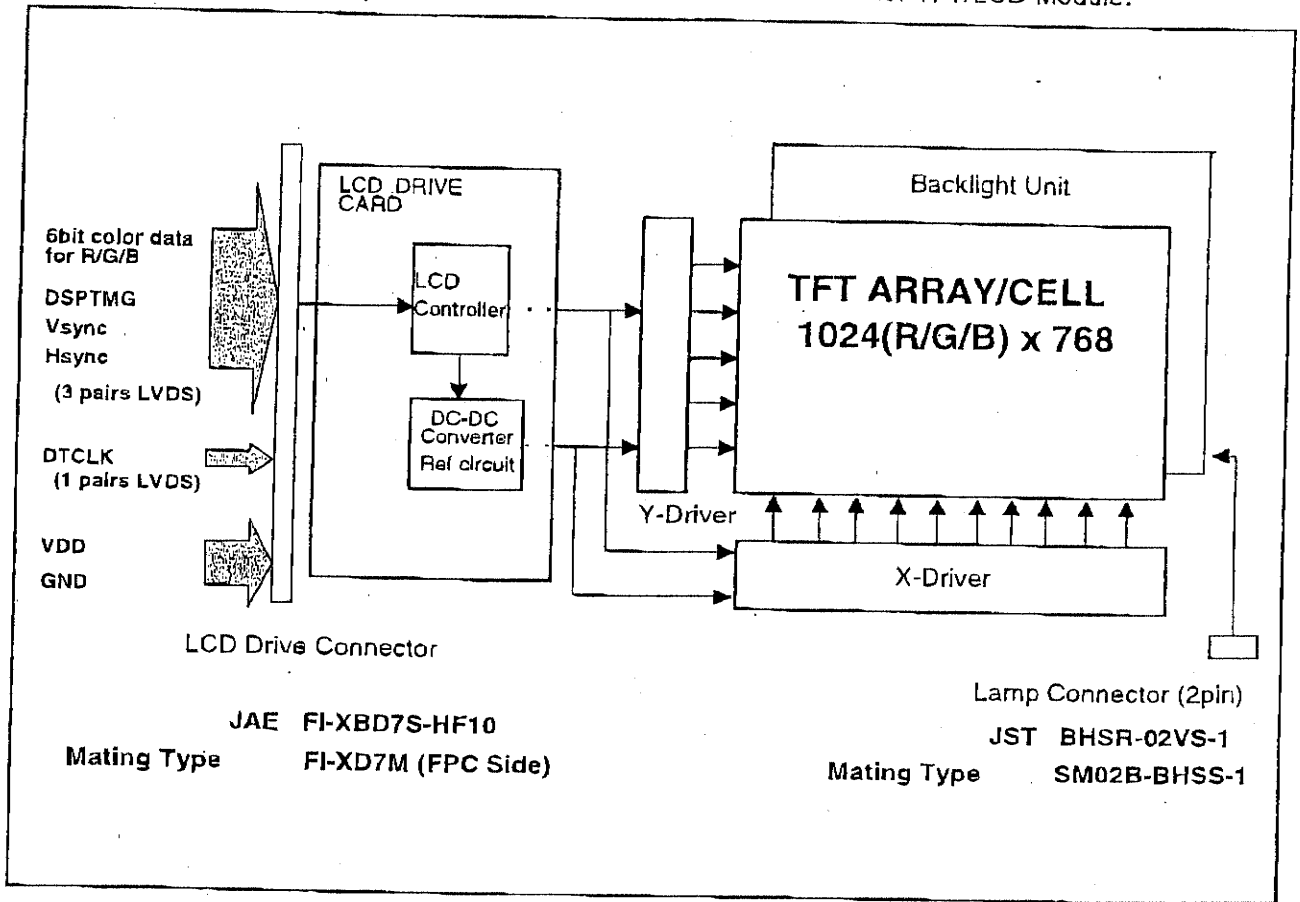 TFT/LCD Module.
LCD DRIVE
CARD
Backlight Unit
6bit color data
for R/G/B
LCD
Controller
TFT ARRAY/CELL
1024(R/G/B) x 768
DSPTMG
Vsync
Hsync
(3 pairs LVDS)
DC-DC
Converter
Ref circuit
DTCLK
(1 pairs LVDS)
Y-Driver
VDD
GND
X-Driver
LCD Drive Connector
Lamp Connector (2pin)
JAE FI-XBD7S-HF10
JST BHSR-02VS-1
Mating Type FI-XD7M (FPC Side)
Mating Type SM02B-BHSS-1